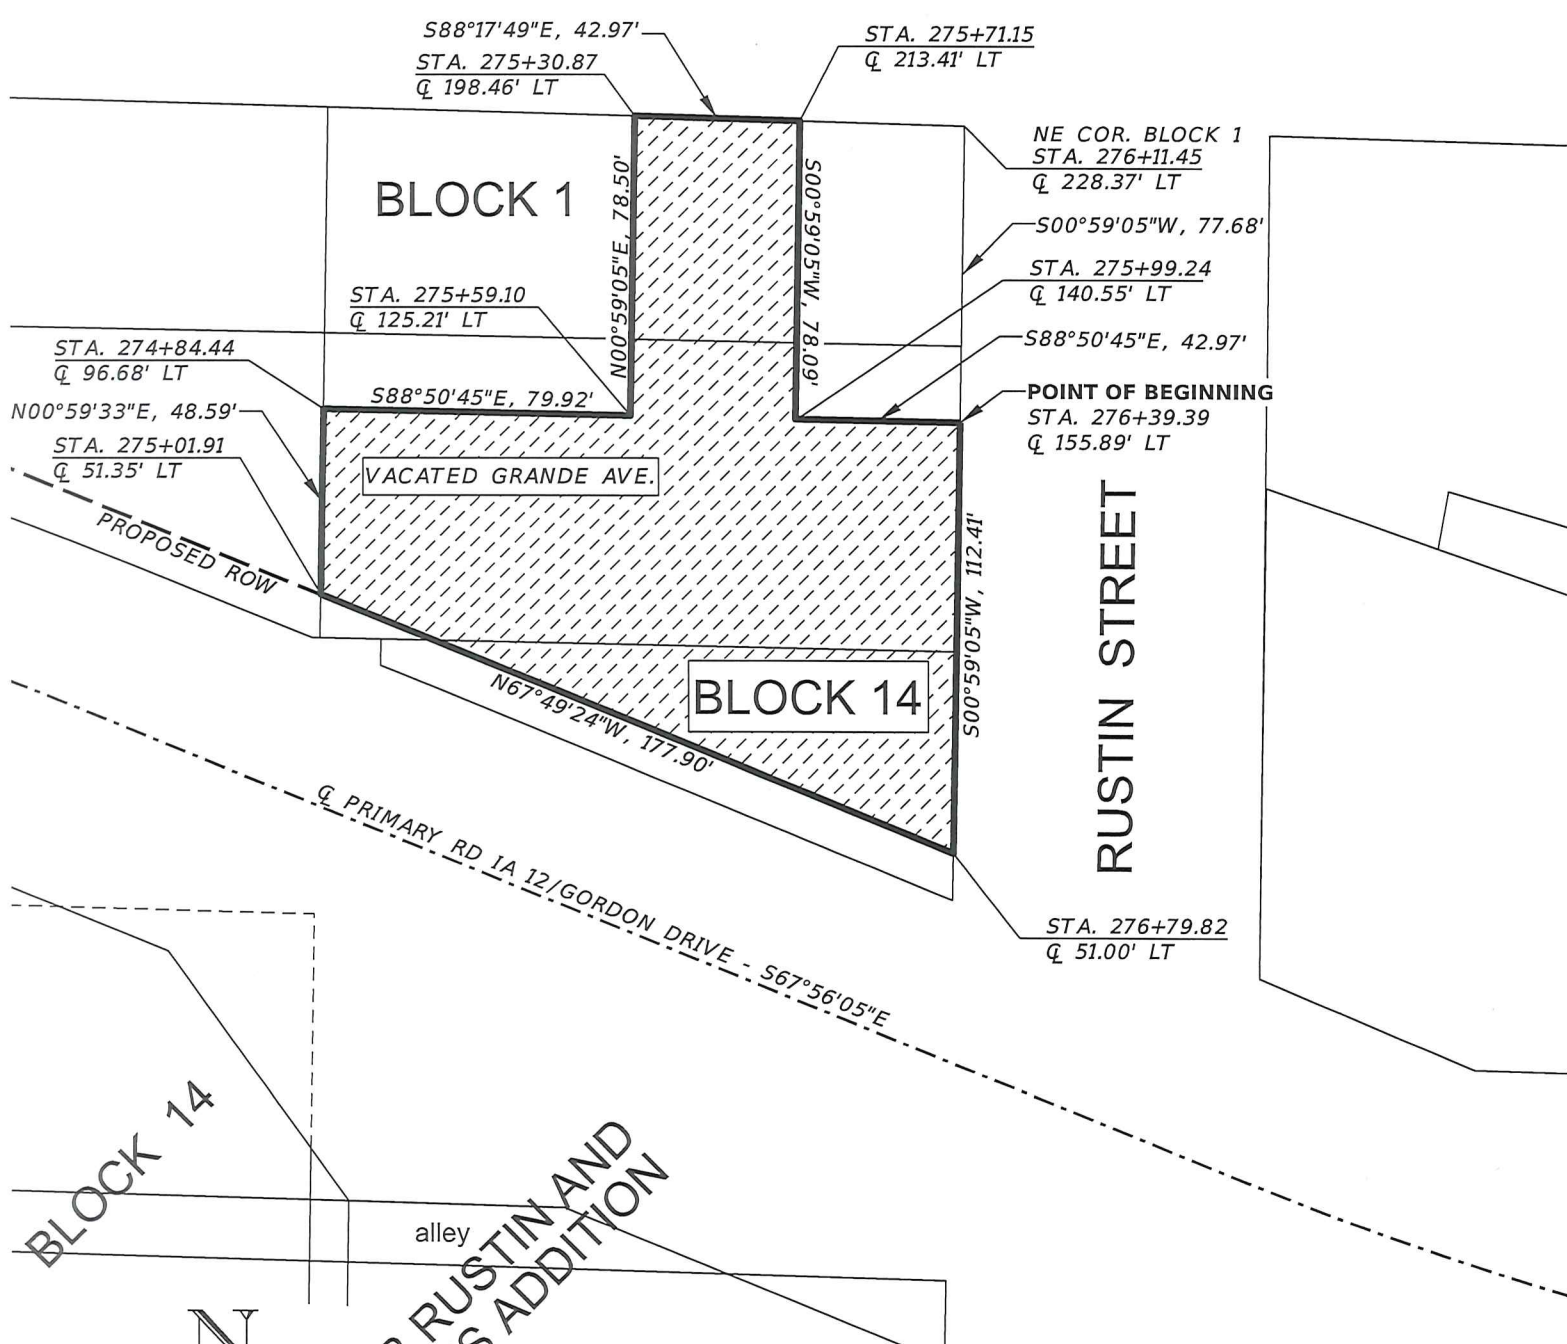 S88°17'49"E, 42.97'
STA. 275+30.87
℄ 198.46' LT
STA. 275+71.15
℄ 213.41' LT
NE COR. BLOCK 1
STA. 276+11.45
℄ 228.37' LT
BLOCK 1
N00°59'05"E, 78.50'
S00°59'05"W, 78.09'
S00°59'05"W, 77.68'
STA. 275+59.10
℄ 125.21' LT
STA. 275+99.24
℄ 140.55' LT
STA. 274+84.44
℄ 96.68' LT
S88°50'45"E, 42.97'
S88°50'45"E, 79.92'
POINT OF BEGINNING
STA. 276+39.39
℄ 155.89' LT
N00°59'33"E, 48.59'
STA. 275+01.91
℄ 51.35' LT
VACATED GRANDE AVE.
PROPOSED ROW
S00°59'05"W, 112.41'
RUSTIN STREET
BLOCK 14
N67°49'24"W, 177.90'
℄ PRIMARY RD IA 12/GORDON DRIVE - S67°56'05"E
STA. 276+79.82
℄ 51.00' LT
BLOCK 14
alley
RUSTIN AND
ADDITION
N